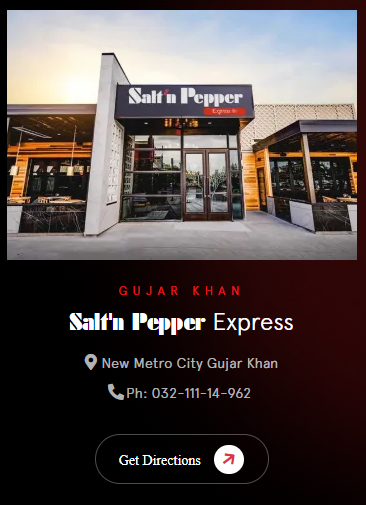 Salt'n Pepper
Express
GUJAR KHAN
Salt'n Pepper Express
New Metro City Gujar Khan
Ph: 032-111-14-962
Get Directions